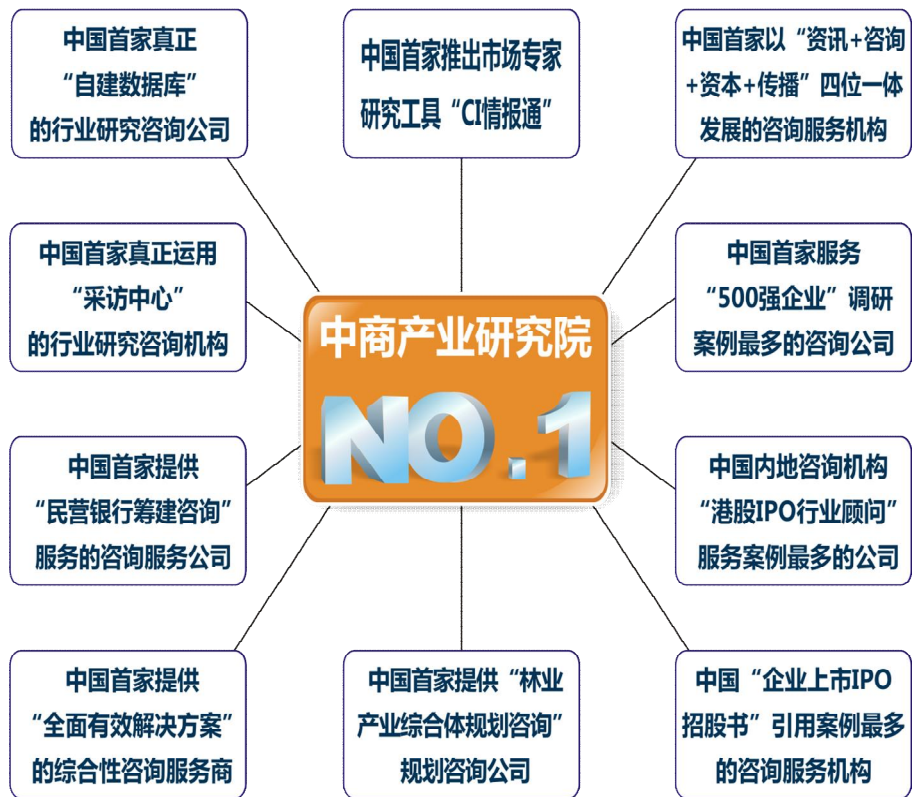 中国首家真正
“自建数据库”
的行业研究咨询公司
中国首家推出市场专家
研究工具“CI情报通”
中国首家以“资讯+咨询
+资本+传播”四位一体
发展的咨询服务机构
中国首家真正运用
“采访中心”
的行业研究咨询机构
中商产业研究院
NO.1
中国首家服务
“500强企业”调研
案例最多的咨询公司
中国首家提供
“民营银行筹建咨询”
服务的咨询服务公司
中国内地咨询机构
“港股IPO行业顾问”
服务案例最多的公司
中国首家提供
“全面有效解决方案”
的综合性咨询服务商
中国首家提供“林业
产业综合体规划咨询”
规划咨询公司
中国“企业上市IPO
招股书”引用案例最多
的咨询服务机构